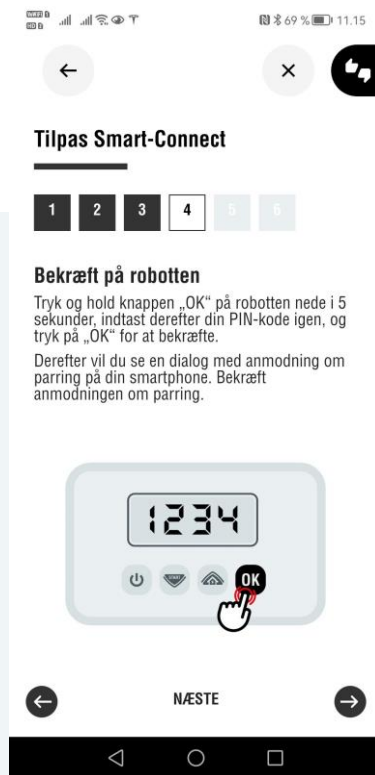 69 % 11.15
Tilpas Smart-Connect
1 2 3 4 5 6
Bekræft på robotten
Tryk og hold knappen „OK“ på robotten nede i 5
sekunder, indtast derefter din PIN-kode igen, og
tryk på „OK“ for at bekræfte.
Derefter vil du se en dialog med anmodning om
parring på din smartphone. Bekræft
anmodningen om parring.
1234
START OK
NÆSTE